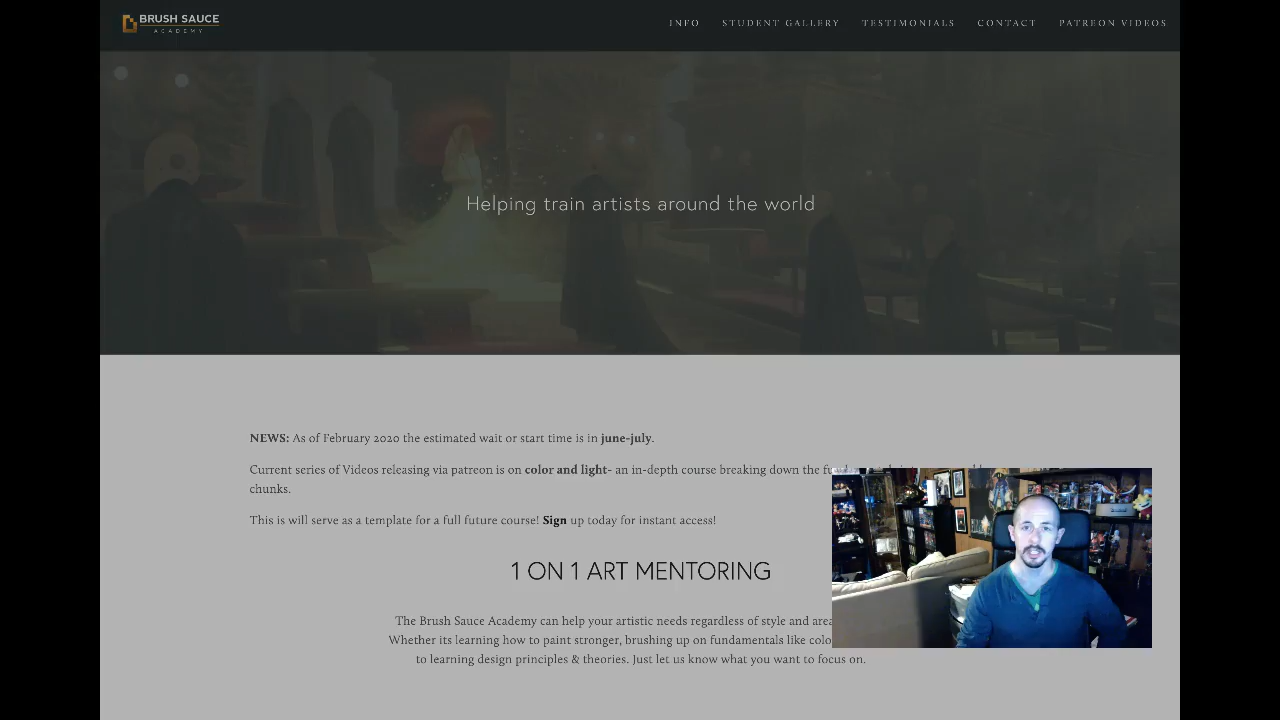 BRUSH SAUCE
ACADEMY
INFO STUDENT GALLERY TESTIMONIALS CONTACT PATREON VIDEOS
Helping train artists around the world
NEWS: As of February 2020 the estimated wait or start time is in june-july.
Current series of Videos releasing via patreon is on color and light- an in-depth course breaking down the
chunks.
This is will serve as a template for a full future course! Sign up today for instant access!
1 ON 1 ART MENTORING
The Brush Sauce Academy can help your artistic needs regardless of style and area
Whether its learning how to paint stronger, brushing up on fundamentals like colo
to learning design principles & theories. Just let us know what you want to focus on.